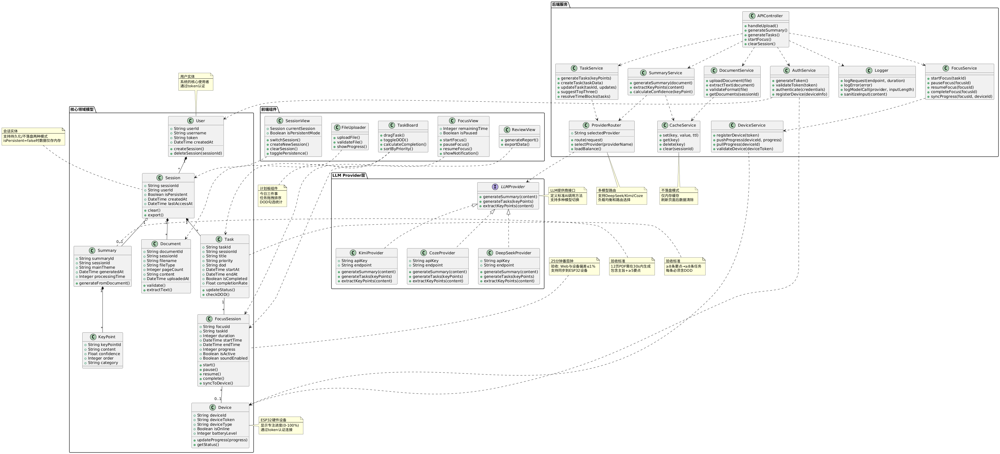 后端服务
APIController
handleUpload()
generateSummary()
generateTasks()
startFocus()
clearSession()
TaskService
generateTasks(keyPoints)
createTask(taskData)
updateTask(taskId, updates)
suggestTopThree()
resolveTimeBlocks(tasks)
SummaryService
generateSummary(document)
extractKeyPoints(content)
calculateConfidence(keyPoint)
DocumentService
uploadDocument(file)
extractText(document)
validateFormat(file)
getDocuments(sessionId)
AuthService
generateToken()
validateToken(token)
authenticate(credentials)
registerDevice(deviceInfo)
Logger
logRequest(endpoint, duration)
logError(error)
logModelCall(provider, inputLength)
sanitizeInput(content)
FocusService
startFocus(taskId)
pauseFocus(focusId)
resumeFocus(focusId)
completeFocus(focusId)
syncProgress(focusId, deviceId)
ProviderRouter
String selectedProvider
route(request)
selectProvider(providerName)
loadBalance()
CacheService
set(key, value, ttl)
get(key)
delete(key)
clear(sessionId)
DeviceService
registerDevice(token)
pushProgress(deviceId, progress)
pullProgress(deviceId)
validateDevice(deviceToken)
用户实体
系统的核心使用者
通过token认证
会话实体
支持持久化/不落盘两种模式
isPersistent=false时数据仅存内存
核心领域模型
User
String userId
String username
String token
DateTime createdAt
createSession()
deleteSession(sessionId)
1
*
Session
String sessionId
String userId
Boolean isPersistent
DateTime createdAt
DateTime lastAccessAt
clear()
export()
1
1
1
0..1
*
*
Summary
String summaryId
String sessionId
String mainTheme
DateTime generatedAt
Integer processingTime
generateFromDocument()
1
*
Document
String documentId
String sessionId
String filename
String fileType
Integer pageCount
String content
DateTime uploadedAt
validate()
extractText()
Task
String taskId
String sessionId
String title
String priority
String dod
DateTime startAt
DateTime endAt
Boolean isCompleted
Float completionRate
updateStatus()
checkDOD()
1
*
KeyPoint
String keyPointId
String content
Float confidence
Integer order
String category
FocusSession
String focusId
String taskId
Integer duration
DateTime startTime
DateTime endTime
Integer progress
Boolean isActive
Boolean soundEnabled
start()
pause()
resume()
complete()
syncToDevice()
*
0..1
Device
String deviceId
String deviceToken
String deviceType
Boolean isOnline
Integer batteryLevel
updateProgress(progress)
getStatus()
ESP32硬件设备
显示专注进度(0-100%)
通过token认证连接
前端组件
SessionView
Session currentSession
Boolean isPersistentMode
switchSession()
createNewSession()
clearSession()
togglePersistence()
FileUploader
uploadFile()
validateFile()
showProgress()
TaskBoard
dragTask()
toggleDOD()
calculateCompletion()
sortByPriority()
FocusView
Integer remainingTime
Boolean isPaused
startFocus()
pauseFocus()
resumeFocus()
showNotification()
ReviewView
generateReport()
exportData()
计划板组件
今日三件事
任务拖拽排序
DOD勾选统计
LLM Provider层
I LLMProvider
generateSummary(content)
generateTasks(keyPoints)
extractKeyPoints(content)
KimiProvider
String apiKey
String endpoint
generateSummary(content)
generateTasks(keyPoints)
extractKeyPoints(content)
CozeProvider
String apiKey
String endpoint
generateSummary(content)
generateTasks(keyPoints)
extractKeyPoints(content)
DeepSeekProvider
String apiKey
String endpoint
generateSummary(content)
generateTasks(keyPoints)
extractKeyPoints(content)
LLM提供商接口
定义标准AI调用方法
支持多种模型切换
多模型路由
支持DeepSeek/Kimi/Coze
负载均衡和路由选择
不落盘模式
仅内存缓存
刷新页面后数据清除
25分钟番茄钟
验收: Web与设备偏差≤1%
支持同步到ESP32设备
验收标准
12页PDF需在30s内生成
包含主旨+≥5要点
验收标准
≥8条要点→≥8条任务
每条必须含DOD